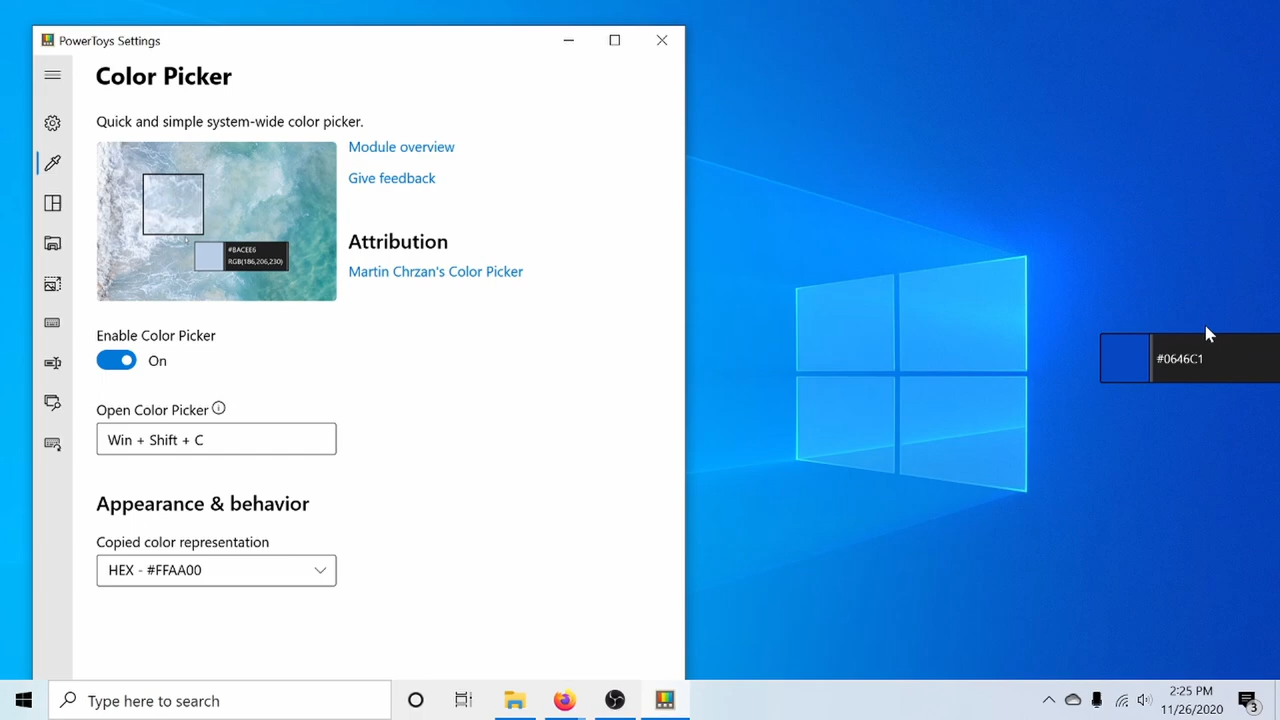 PowerToys Settings
Color Picker
Quick and simple system-wide color picker.
Module overview
Give feedback
#BACEE6
RGB(186,206,230)
Attribution
Martin Chrzan's Color Picker
Enable Color Picker
On
Open Color Picker
Win + Shift + C
Appearance & behavior
Copied color representation
HEX - #FFAA00
#0646C1
Type here to search
2:25 PM
11/26/2020
3